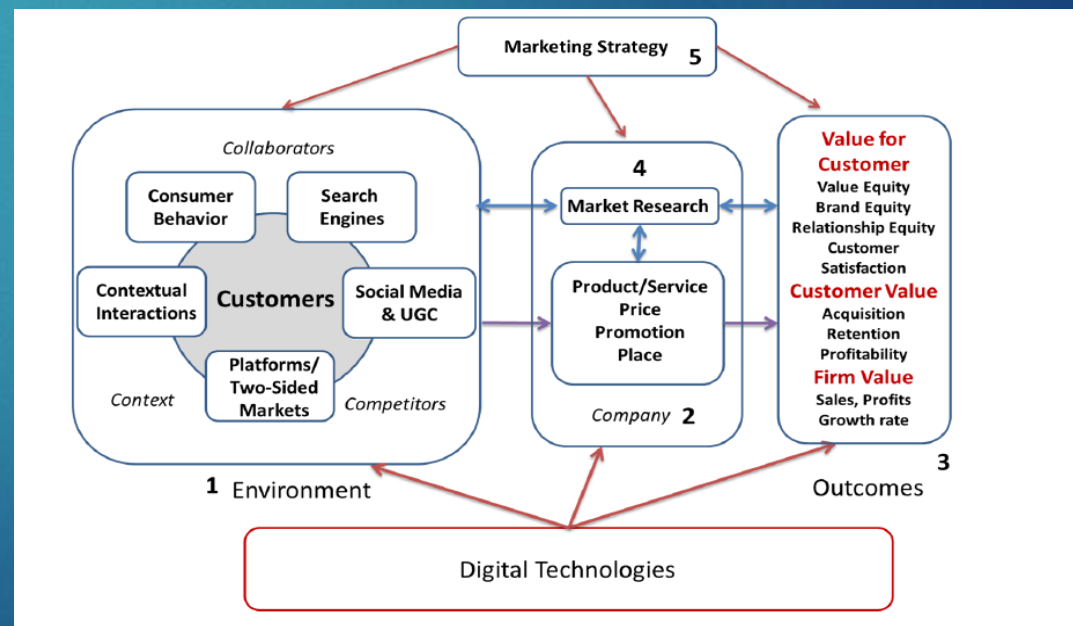 Marketing Strategy
5
Collaborators
Consumer
Behavior
Search
Engines
Contextual
Interactions
Customers
Social Media
& UGC
Platforms/
Two-Sided
Markets
Context
Competitors
1 Environment
4
Market Research
Product/Service
Price
Promotion
Place
Company 2
Value for
Customer
Value Equity
Brand Equity
Relationship Equity
Customer
Satisfaction
Customer Value
Acquisition
Retention
Profitability
Firm Value
Sales, Profits
Growth rate
3
Outcomes
Digital Technologies